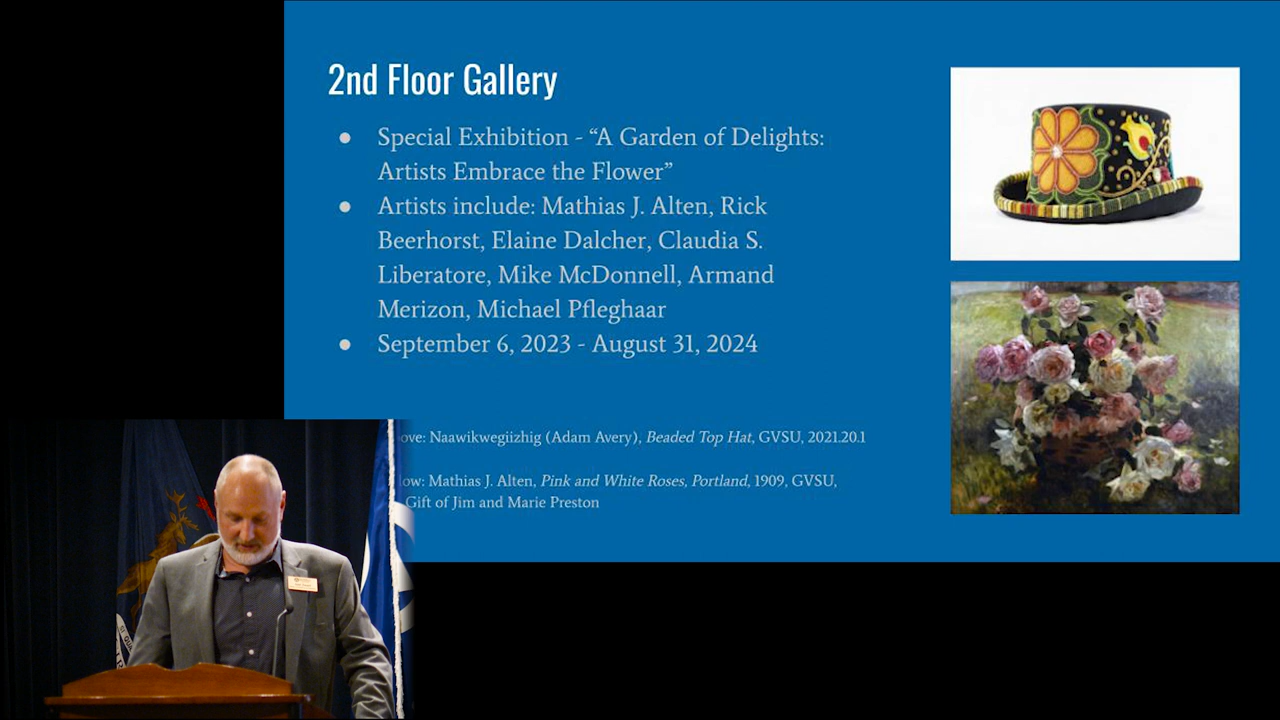 2nd Floor Gallery
● Special Exhibition - “A Garden of Delights:
Artists Embrace the Flower”
● Artists include: Mathias J. Alten, Rick
Beerhorst, Elaine Dalcher, Claudia S.
Liberatore, Mike McDonnell, Armand
Merizon, Michael Pfleghaar
● September 6, 2023 - August 31, 2024
ove: Naawikwegiizhig (Adam Avery), Beaded Top Hat, GVSU, 2021.20.1
low: Mathias J. Alten, Pink and White Roses, Portland, 1909, GVSU,
Gift of Jim and Marie Preston